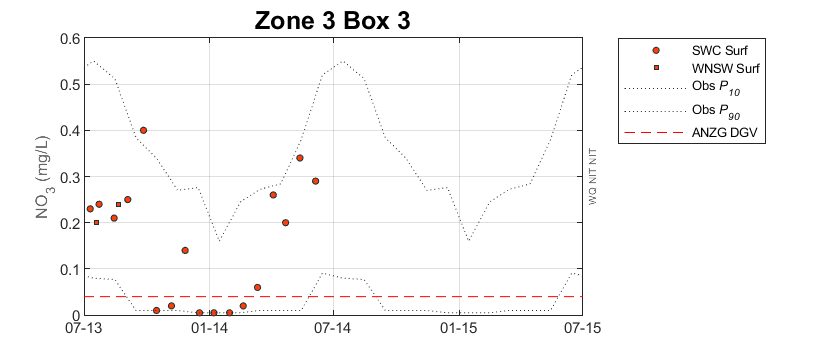 Zone 3 Box 3
0.6
0.5
0.4
0.3
0.2
0.1
0
NO3 (mg/L)
07-13
01-14
07-14
01-15
07-15
WQ NIT NIT
SWC Surf
WNSW Surf
Obs P10
Obs P90
ANZG DGV